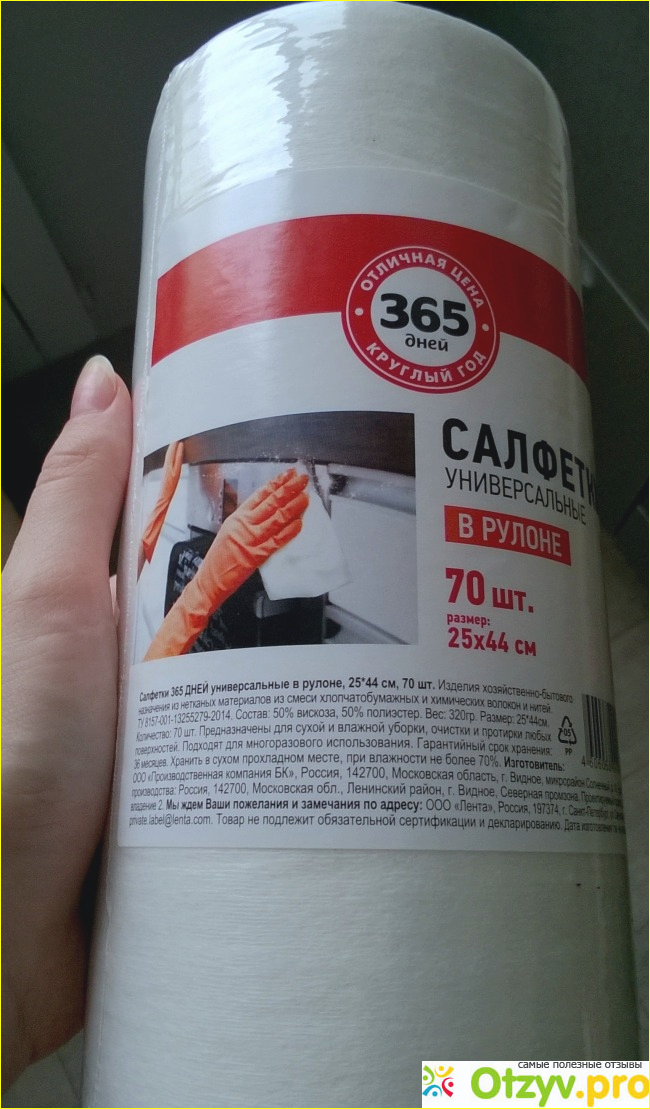 ОТЛИЧНАЯ ЦЕНА
365
дней
КРУГЛЫЙ ГОД
САЛФЕТК
УНИВЕРСАЛЬНЫЕ
В РУЛОНЕ
70 шт.
размер:
25х44 см
Салфетки 365 ДНЕЙ универсальные в рулоне, 25*44 см, 70 шт. Изделия хозяйственно-бытового
назначения из нетканых материалов из смеси хлопчатобумажных и химических волокон и нитей.
ТУ 8157-001-13255279-2014. Состав: 50% вискоза, 50% полиэстер. Вес: 320гр. Размер: 25*44см.
Количество: 70 шт. Предназначены для сухой и влажной уборки, очистки и протирки любых
поверхностей. Подходят для многоразового использования. Гарантийный срок хранения:
36 месяцев. Хранить в сухом прохладном месте, при влажности не более 70%. Изготовитель:
ООО «Производственная компания БК», Россия, 142700, Московская область, г. Видное, микрорайон
производства: Россия, 142700, Московская обл., Ленинский район, г. Видное, Северная промзона.
владение 2. Мы ждем Ваши пожелания и замечания по адресу: ООО «Лента», Россия, 197374, г. Санкт-Петербург,
private.label@lenta.com. Товар не подлежит обязательной сертификации и декларированию. Дата изготовления
05
PP
самые полезные отзывы
Otzyv.pro